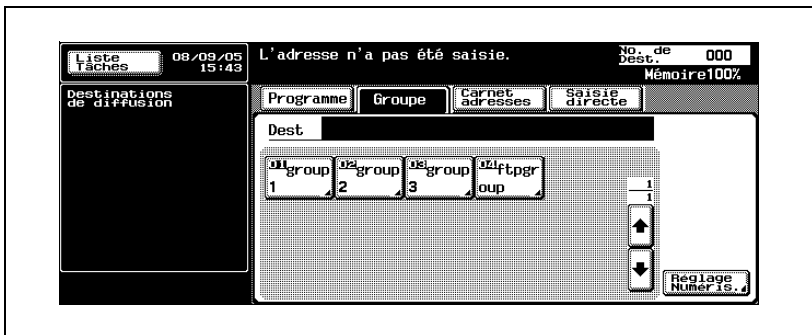 Liste
Tâches
08/09/05
15:43
L'adresse n'a pas été saisie.
No. de
Dest.
000
Mémoire100%
Destinations
de diffusion
Programme
Groupe
Carnet
adresses
Saisie
directe
Dest
01 group
1
02 group
2
03 group
3
04 ftpgr
oup
1
1
Réglage
Numéris.